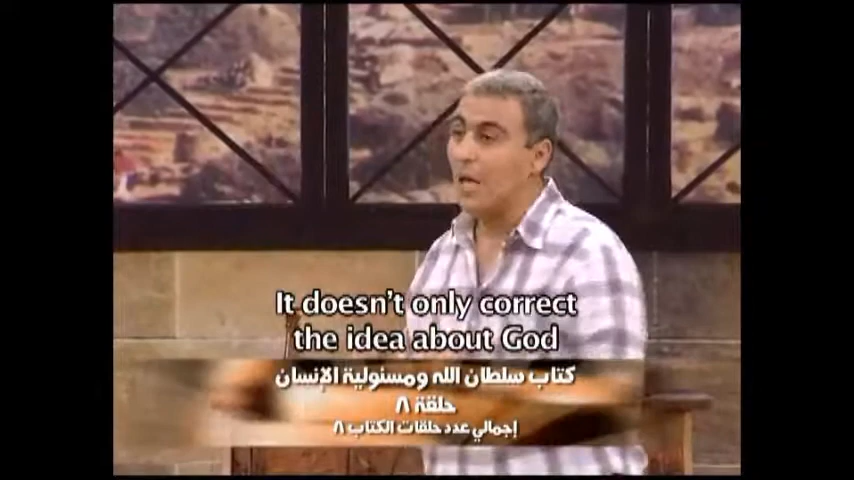 It doesn't only correct
the idea about God
كتاب سلطان الله ومسئولية الإنسان
حلقة ٨
إجمالي عدد حلقات الكتاب ٨